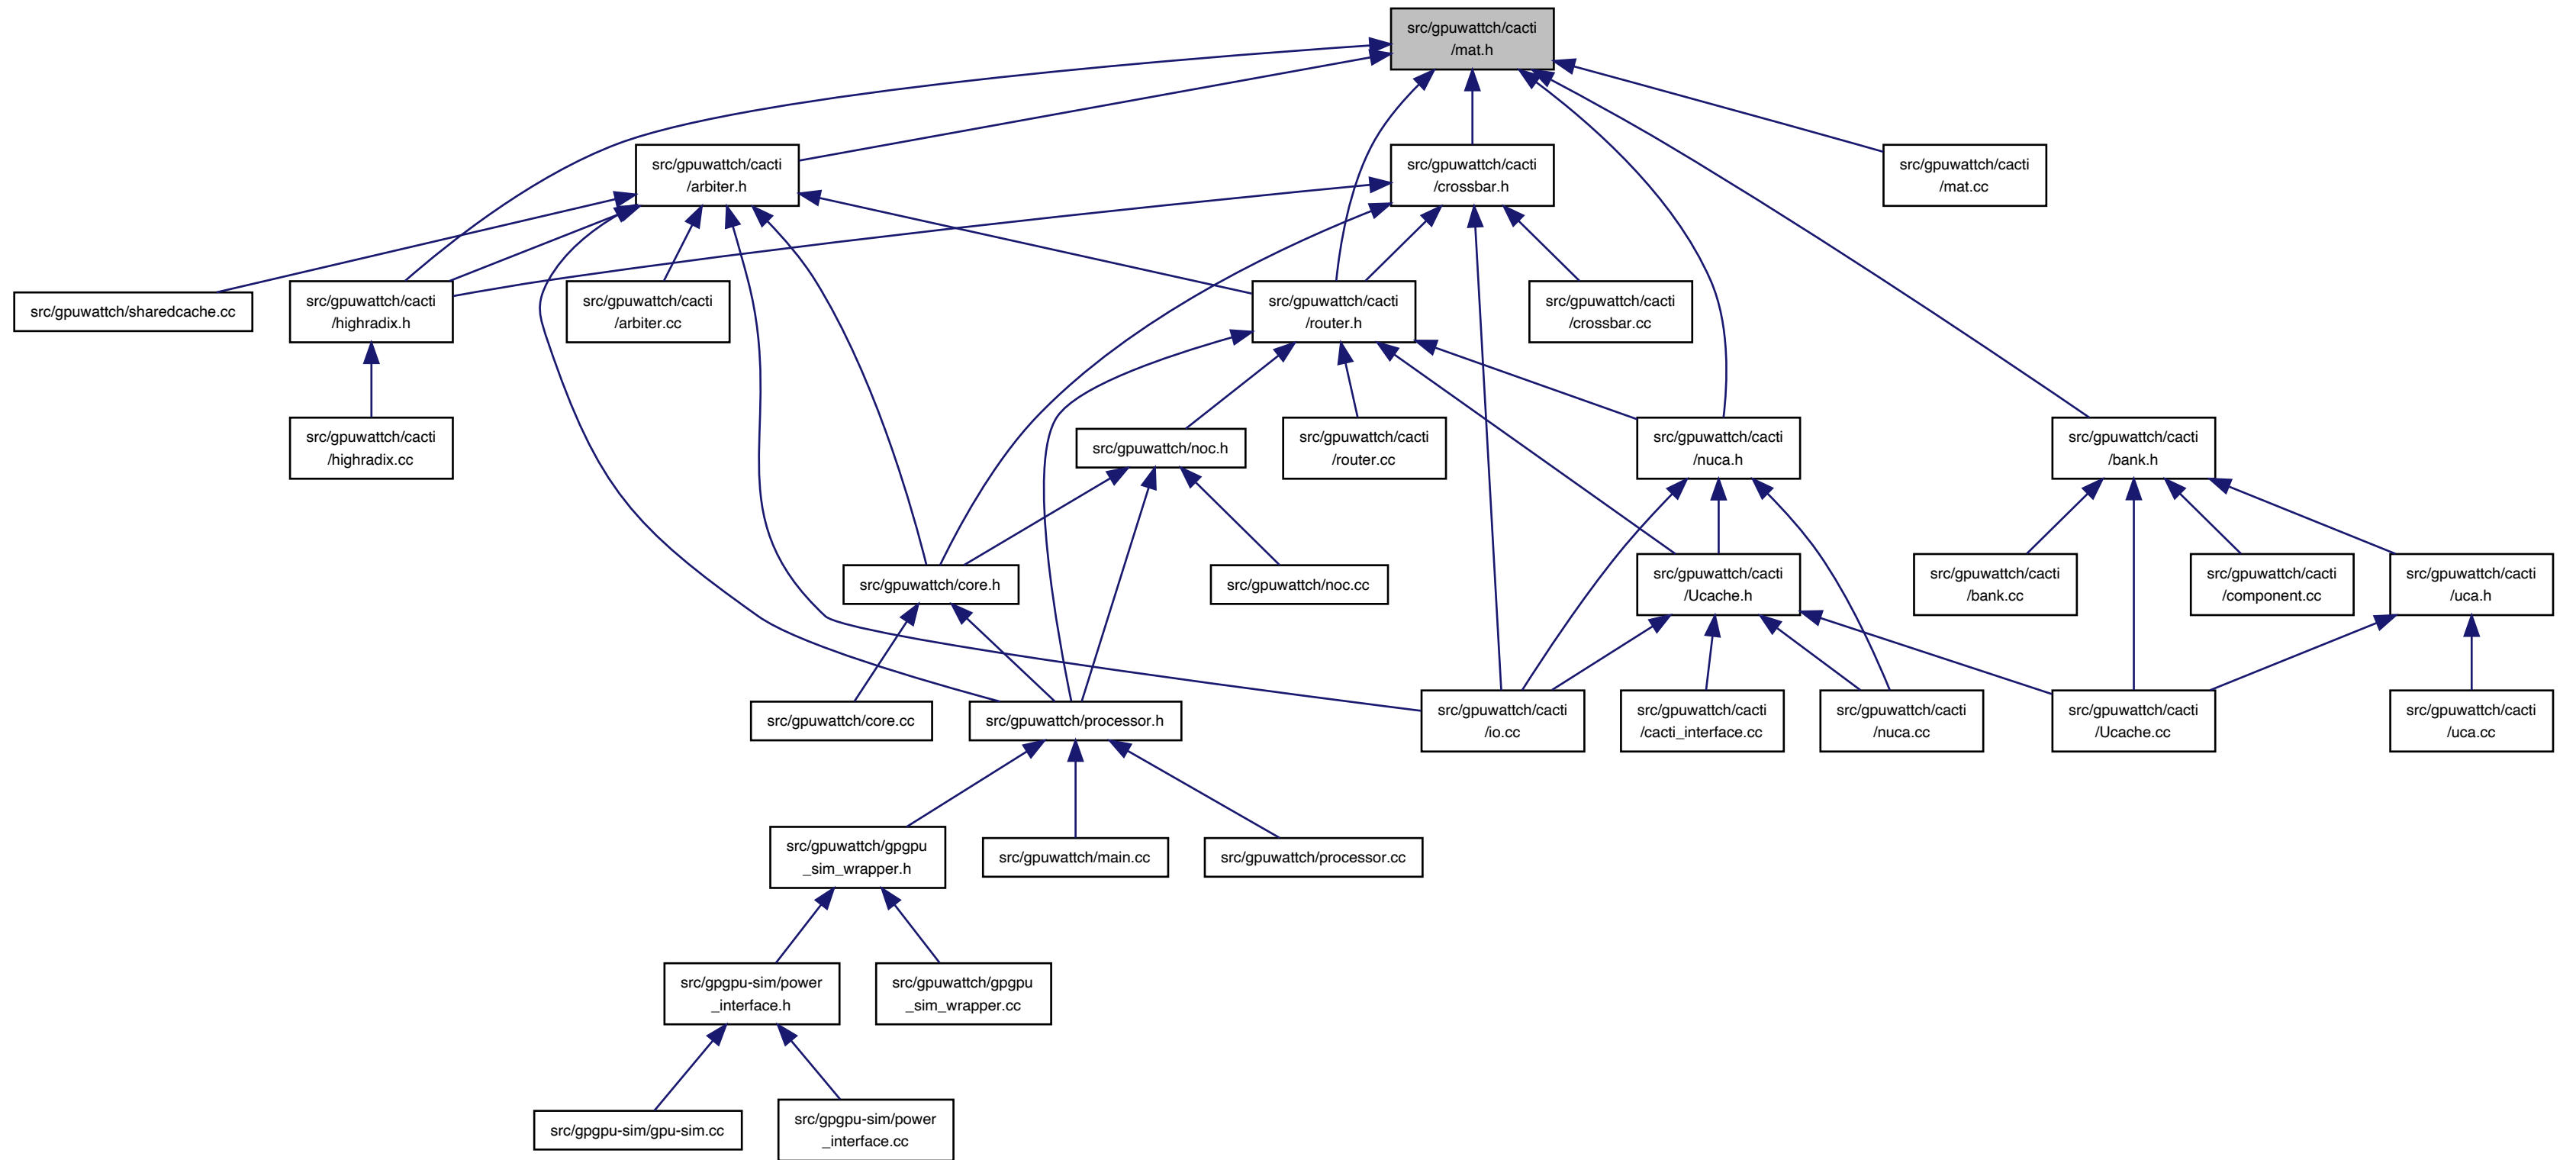 src/gpuwattch/cacti
/mat.h
src/gpuwattch/cacti
/arbiter.h
src/gpuwattch/cacti
/crossbar.h
src/gpuwattch/cacti
/mat.cc
src/gpuwattch/sharedcache.cc
src/gpuwattch/cacti
/highradix.h
src/gpuwattch/cacti
/arbiter.cc
src/gpuwattch/cacti
/router.h
src/gpuwattch/cacti
/crossbar.cc
src/gpuwattch/cacti
/highradix.cc
src/gpuwattch/noc.h
src/gpuwattch/cacti
/router.cc
src/gpuwattch/cacti
/nuca.h
src/gpuwattch/cacti
/bank.h
src/gpuwattch/core.h
src/gpuwattch/noc.cc
src/gpuwattch/cacti
/Ucache.h
src/gpuwattch/cacti
/bank.cc
src/gpuwattch/cacti
/component.cc
src/gpuwattch/cacti
/uca.h
src/gpuwattch/core.cc
src/gpuwattch/processor.h
src/gpuwattch/cacti
/io.cc
src/gpuwattch/cacti
/cacti_interface.cc
src/gpuwattch/cacti
/nuca.cc
src/gpuwattch/cacti
/Ucache.cc
src/gpuwattch/cacti
/uca.cc
src/gpuwattch/gpgpu
_sim_wrapper.h
src/gpuwattch/main.cc
src/gpuwattch/processor.cc
src/gpgpu-sim/power
_interface.h
src/gpuwattch/gpgpu
_sim_wrapper.cc
src/gpgpu-sim/gpu-sim.cc
src/gpgpu-sim/power
_interface.cc